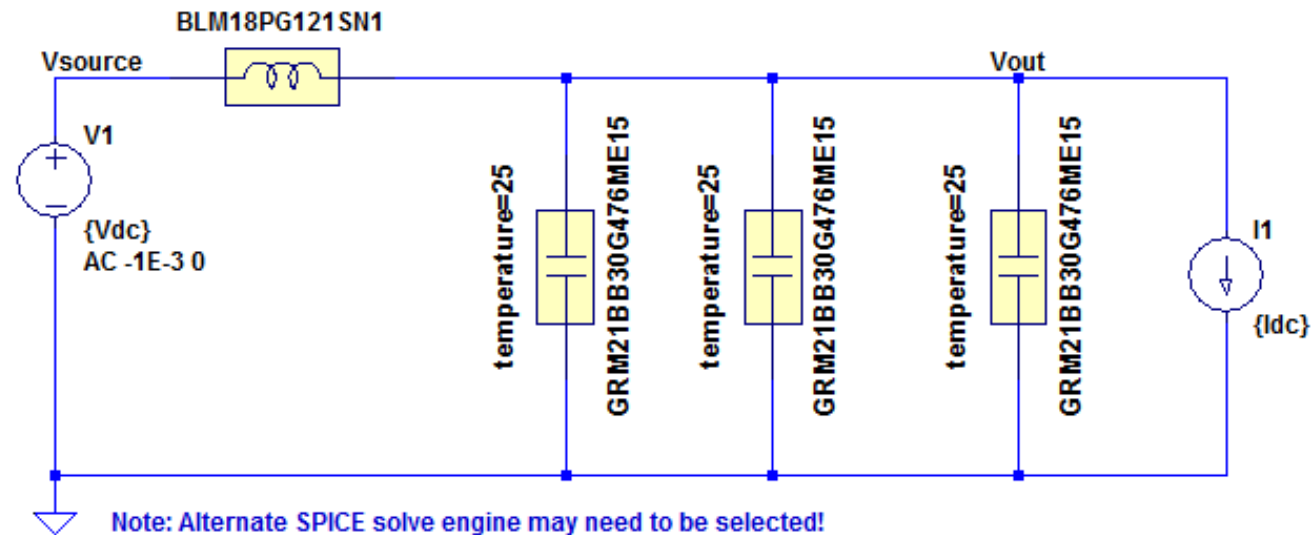 BLM18PG121SN1
Vsource
Vout
V1
{Vdc}
AC -1E-3 0
temperature=25
GRM21BB30G476ME15
temperature=25
GRM21BB30G476ME15
temperature=25
GRM21BB30G476ME15
I1
{Idc}
Note: Alternate SPICE solve engine may need to be selected!